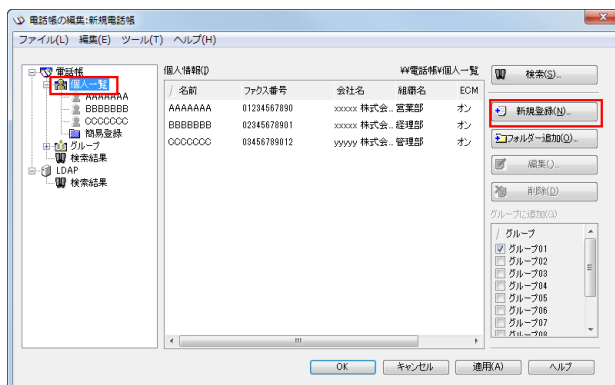 電話帳の編集:新規電話帳
ファイル(L) 編集(E) ツール(T) ヘルプ(H)
電話帳
個人一覧
AAAAAAA
BBBBBBB
CCCCCCC
簡易登録
グループ
検索結果
LDAP
検索結果
個人情報(I) ¥¥電話帳¥個人一覧
/ 名前 ファクス番号 会社名 組織名 ECM
AAAAAAA 01234567890 xxxxx 株式会.. 営業部 オン
BBBBBBB 02345678901 xxxxx 株式会.. 経理部 オン
CCCCCCC 03456789012 yyyyy 株式会.. 管理部 オン
検索(S)...
新規登録(N)...
フォルダー追加(O)...
編集()...
削除(D)
グループに追加(G)
/ グループ
グループ01
グループ02
グループ03
グループ04
グループ05
グループ06
グループ07
グループ08
OK キャンセル 適用(A) ヘルプ